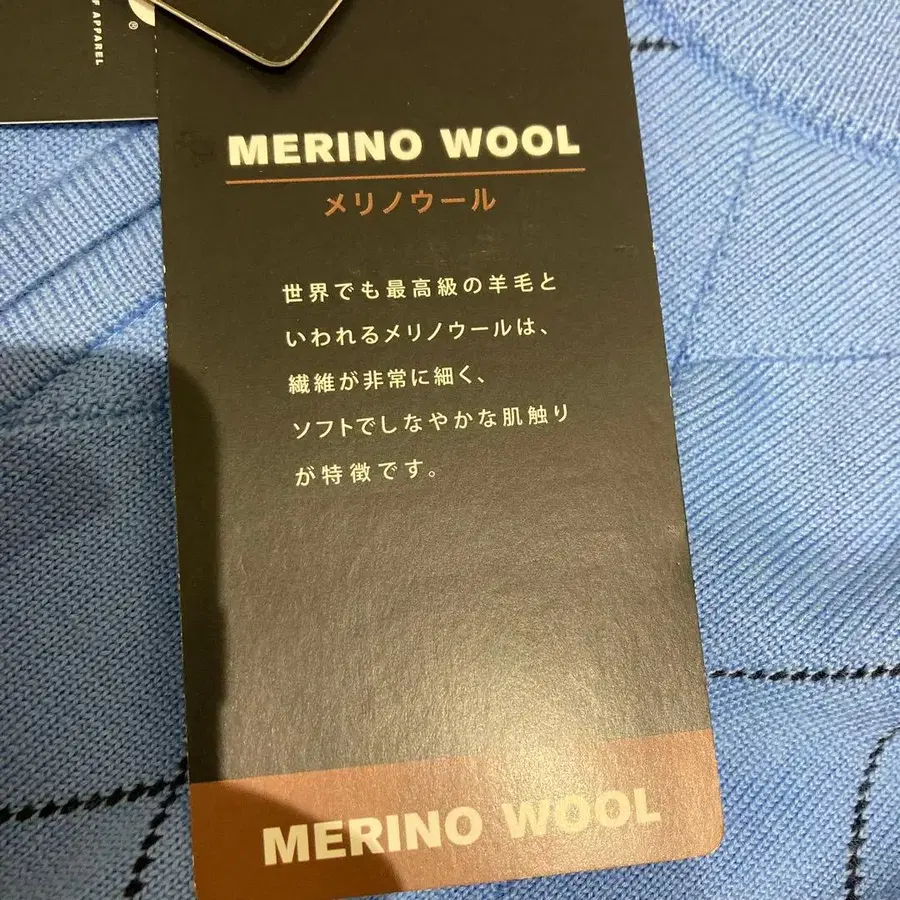 APPAREL
®
MERINO WOOL
メリノウール
世界でも最高級の羊毛と
いわれるメリノウールは、
繊維が非常に細く、
ソフトでしなやかな肌触り
が特徴です。
MERINO WOOL